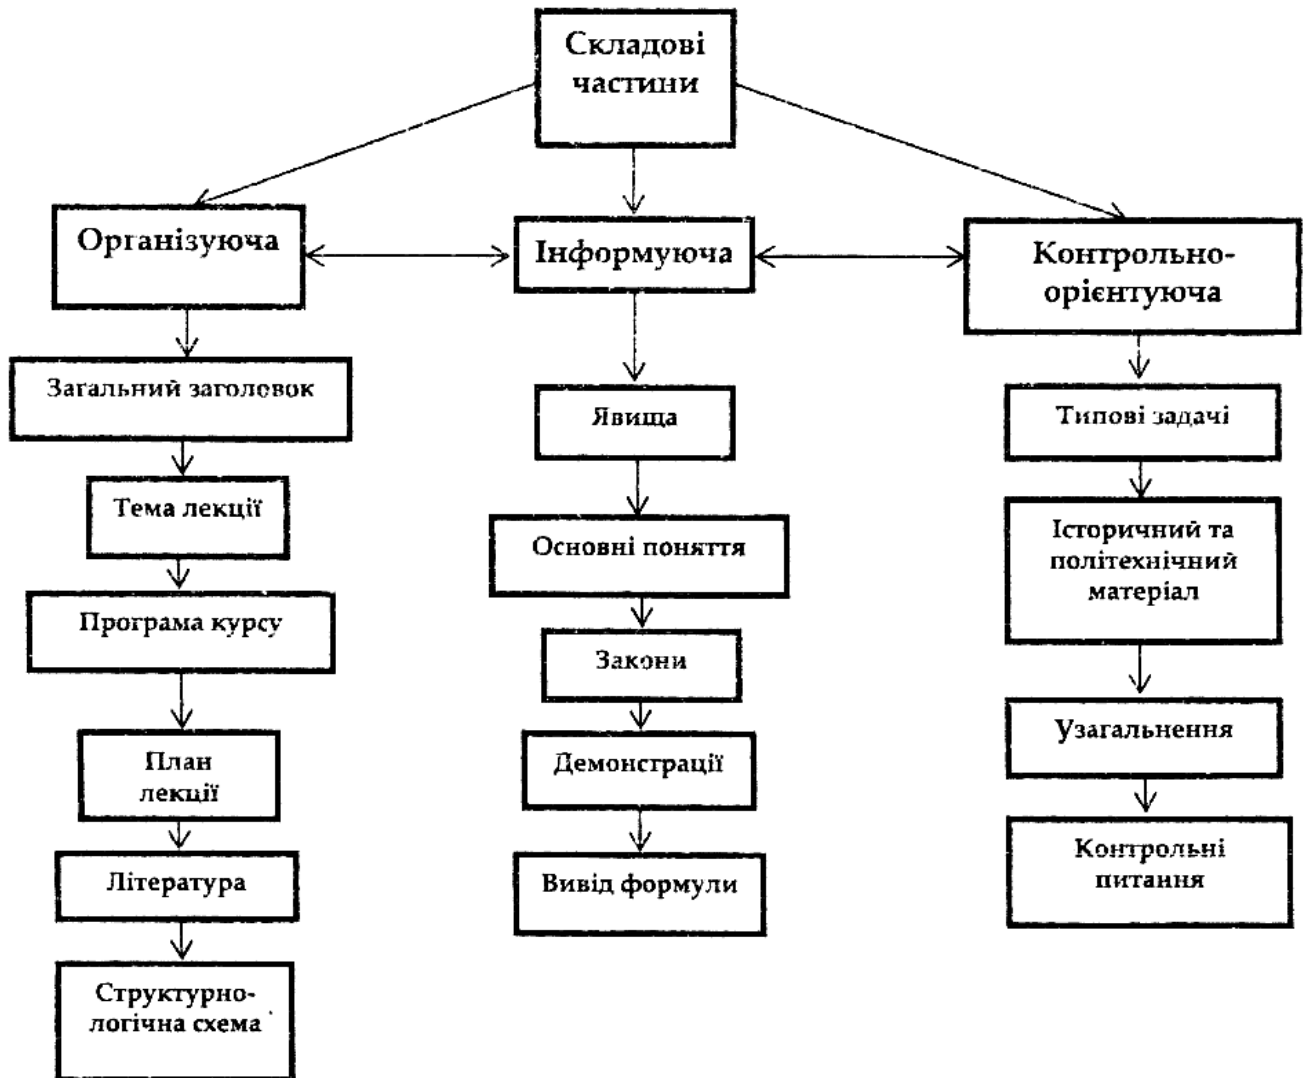 Складові
частини
Організуюча
Інформуюча
Контрольно-
орієнтуюча
Загальний заголовок
Явища
Типові задачі
Тема лекції
Основні поняття
Історичний та
політехнічний
матеріал
Програма курсу
Закони
План
лекції
Демонстрації
Узагальнення
Література
Вивід формули
Контрольні
питання
Структурно-
логічна схема